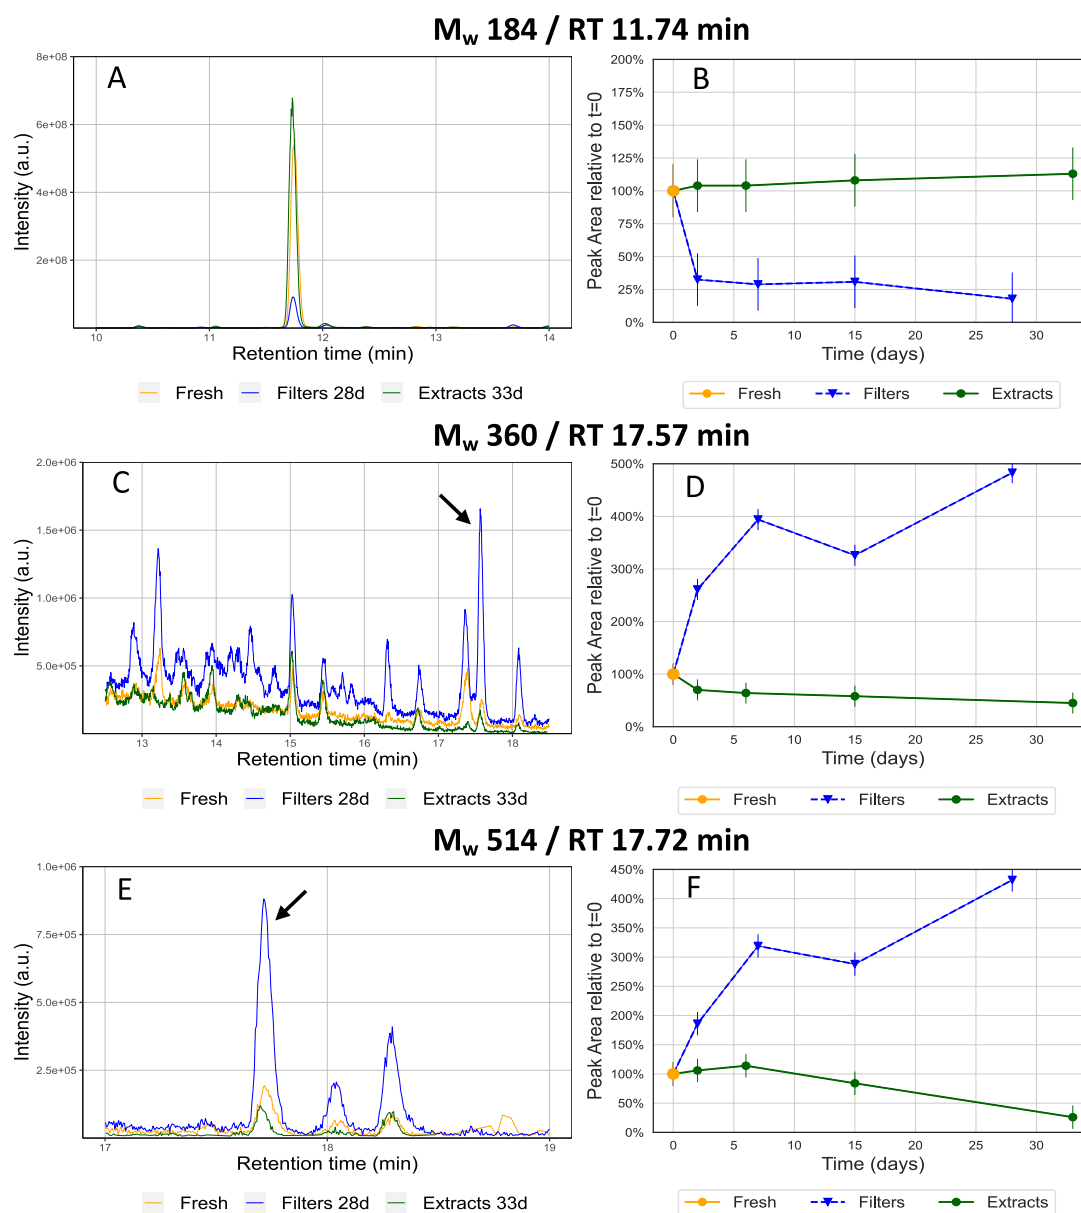 Mw 184 / RT 11.74 min
A
Intensity (a.u.)
8e+08
6e+08
4e+08
2e+08
10 11 12 13 14
Retention time (min)
Fresh Filters 28d Extracts 33d
B
Peak Area relative to t=0
200%
175%
150%
125%
100%
75%
50%
25%
0%
0 5 10 15 20 25 30
Time (days)
Fresh Filters Extracts
Mw 360 / RT 17.57 min
C
Intensity (a.u.)
2.0e+06
1.5e+06
1.0e+06
5.0e+05
13 14 15 16 17 18
Retention time (min)
Fresh Filters 28d Extracts 33d
D
Peak Area relative to t=0
500%
400%
300%
200%
100%
0%
0 5 10 15 20 25 30
Time (days)
Fresh Filters Extracts
Mw 514 / RT 17.72 min
E
Intensity (a.u.)
1.0e+06
7.5e+05
5.0e+05
2.5e+05
17 18 19
Retention time (min)
Fresh Filters 28d Extracts 33d
F
Peak Area relative to t=0
450%
400%
350%
300%
250%
200%
150%
100%
50%
0%
0 5 10 15 20 25 30
Time (days)
Fresh Filters Extracts